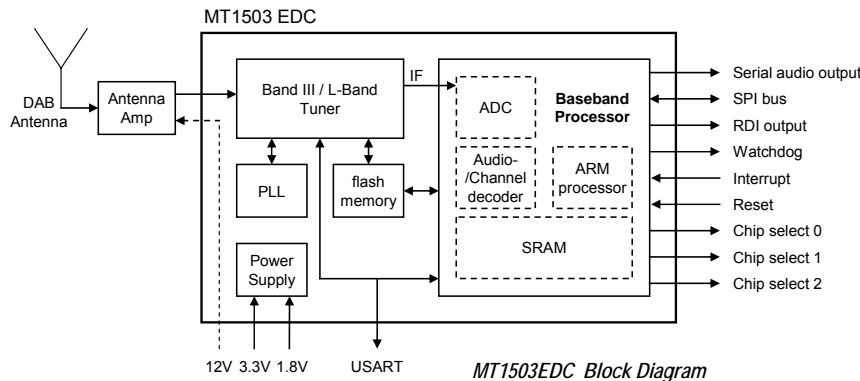 MT1503 EDC
DAB
Antenna
Antenna
Amp
Band III / L-Band
Tuner
IF
ADC
Baseband
Processor
PLL
flash
memory
Audio-
/Channel
decoder
ARM
processor
SRAM
Power
Supply
Serial audio output
SPI bus
RDI output
Watchdog
Interrupt
Reset
Chip select 0
Chip select 1
Chip select 2
12V 3.3V 1.8V
USART
MT1503EDC Block Diagram